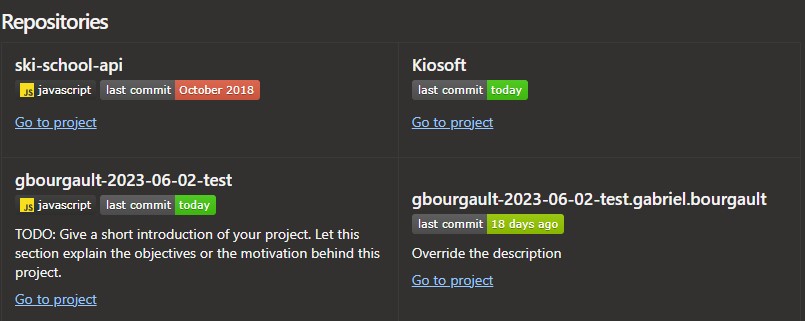 Repositories
ski-school-api
JS javascript last commit October 2018
Go to project
Kiosoft
last commit today
Go to project
gbourgault-2023-06-02-test
JS javascript last commit today
TODO: Give a short introduction of your project. Let this
section explain the objectives or the motivation behind this
project.
Go to project
gbourgault-2023-06-02-test.gabriel.bourgault
last commit 18 days ago
Override the description
Go to project